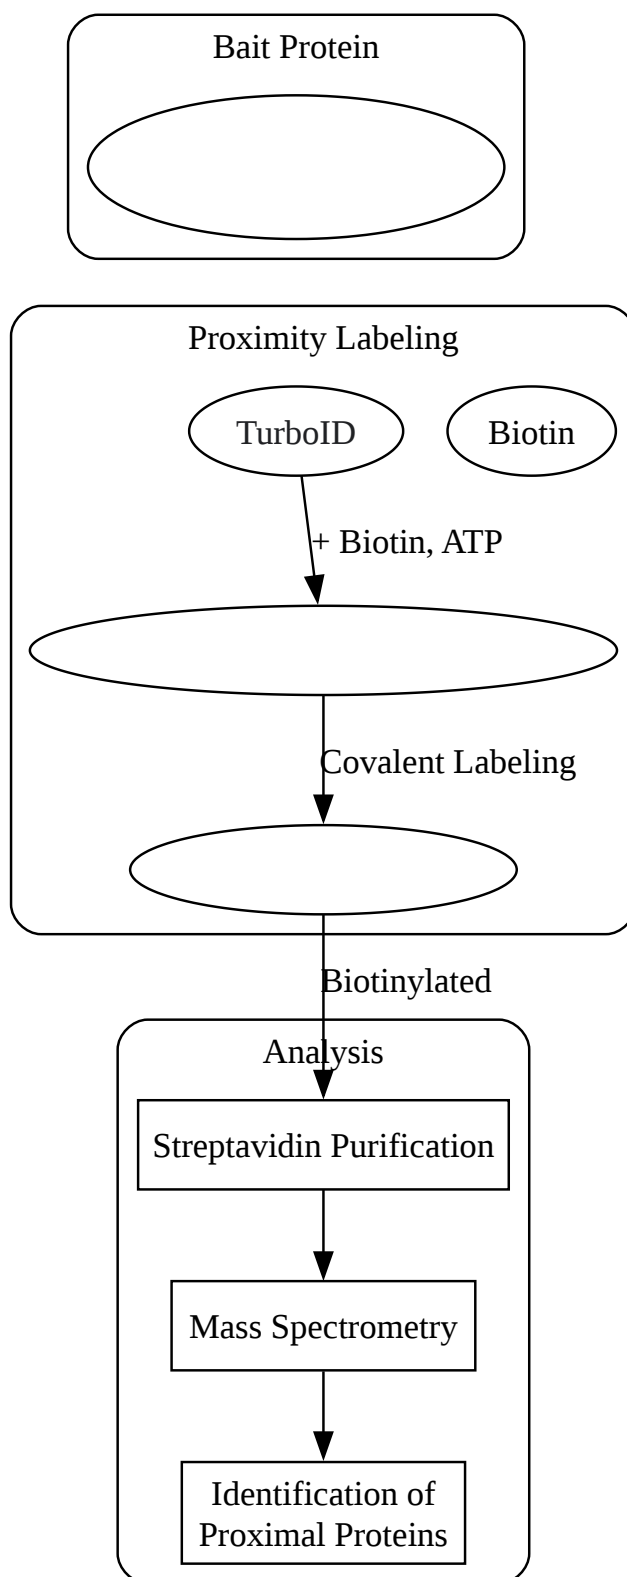 Bait Protein
Proximity Labeling
TurboID
Biotin
+ Biotin, ATP
Covalent Labeling
Biotinylated
Analysis
Streptavidin Purification
Mass Spectrometry
Identification of
Proximal Proteins